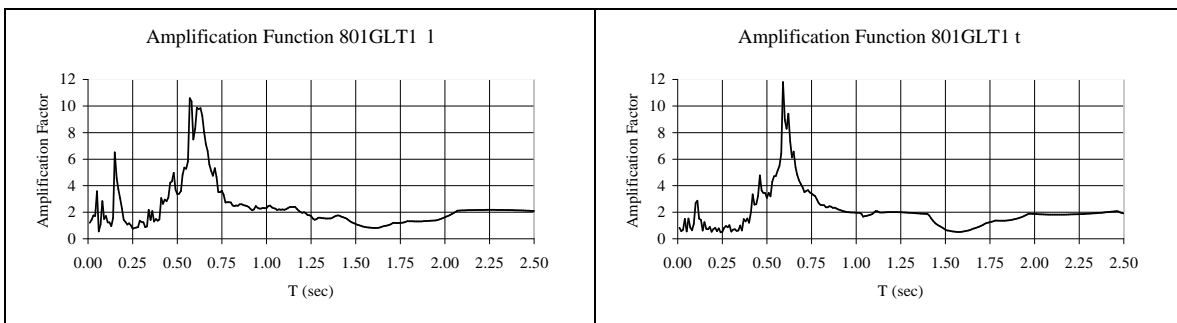 Amplification Function 801GLT1 l
12
10
8
6
4
2
0
Amplification Factor
0.00 0.25 0.50 0.75 1.00 1.25 1.50 1.75 2.00 2.25 2.50
T (sec)
Amplification Function 801GLT1 t
12
10
8
6
4
2
0
Amplification Factor
0.00 0.25 0.50 0.75 1.00 1.25 1.50 1.75 2.00 2.25 2.50
T (sec)